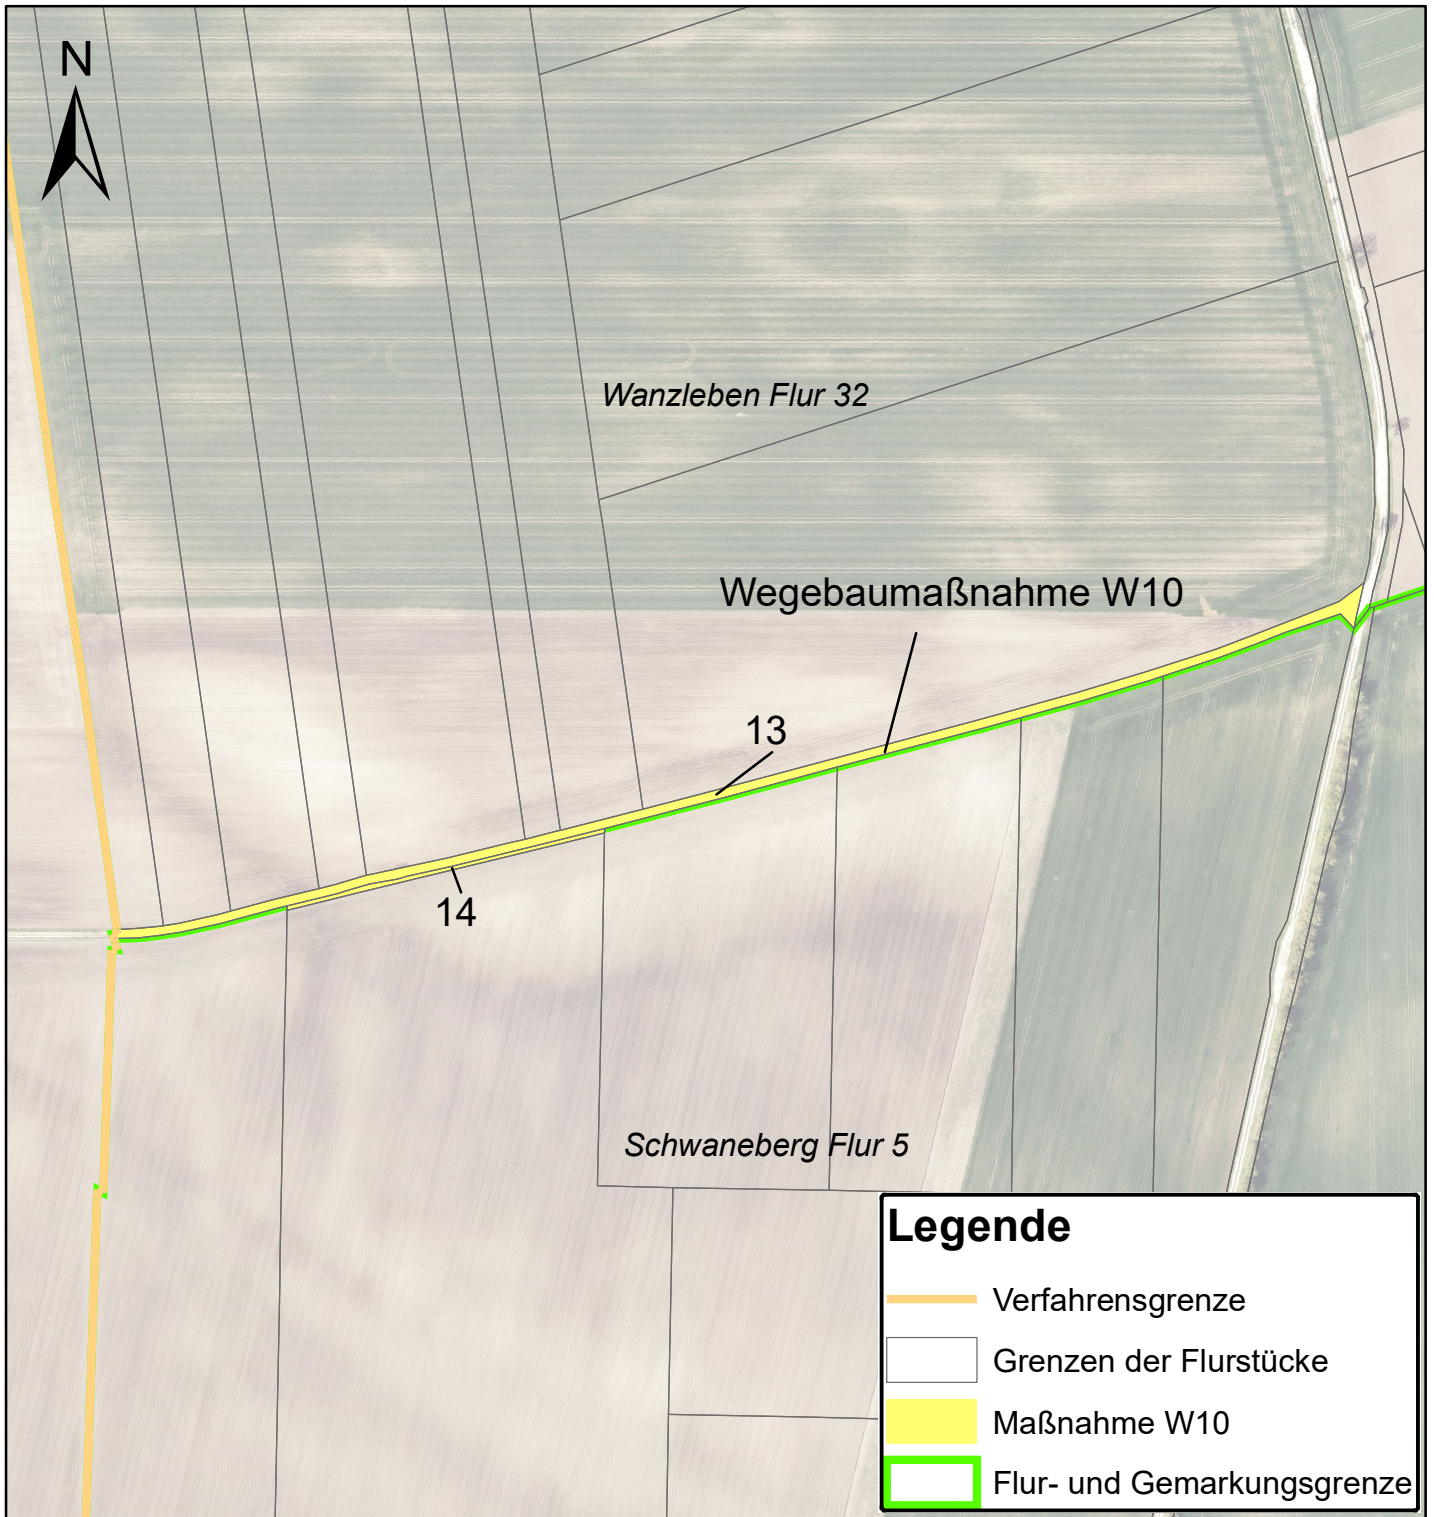 N
Wanzleben Flur 32
Wegebaumaßnahme W10
13
14
Schwaneberg Flur 5
Legende
Verfahrensgrenze
Grenzen der Flurstücke
Maßnahme W10
Flur- und Gemarkungsgrenze